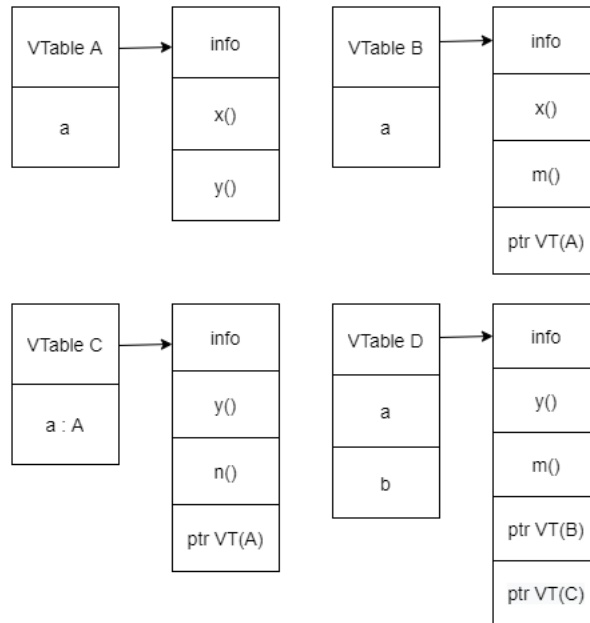 VTable A
info
a
x()
y()
VTable B
info
a
x()
m()
ptr VT(A)
VTable C
info
a : A
y()
n()
ptr VT(A)
VTable D
info
a
y()
b
m()
ptr VT(B)
ptr VT(C)